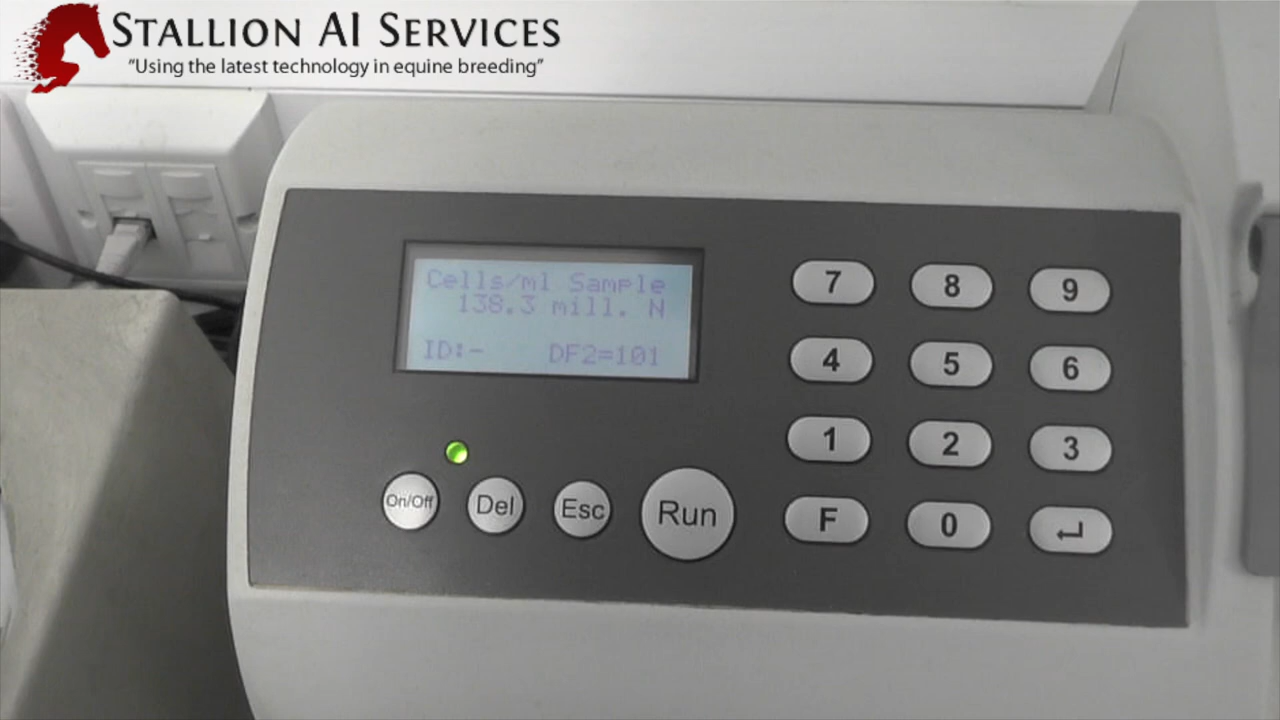 STALLION AI SERVICES
"Using the latest technology in equine breeding"
Cells/ml Sample
138.3 mill. N
ID:- DF2=101
7 8 9
4 5 6
1 2 3
On/Off Del Esc Run
F 0 ↵